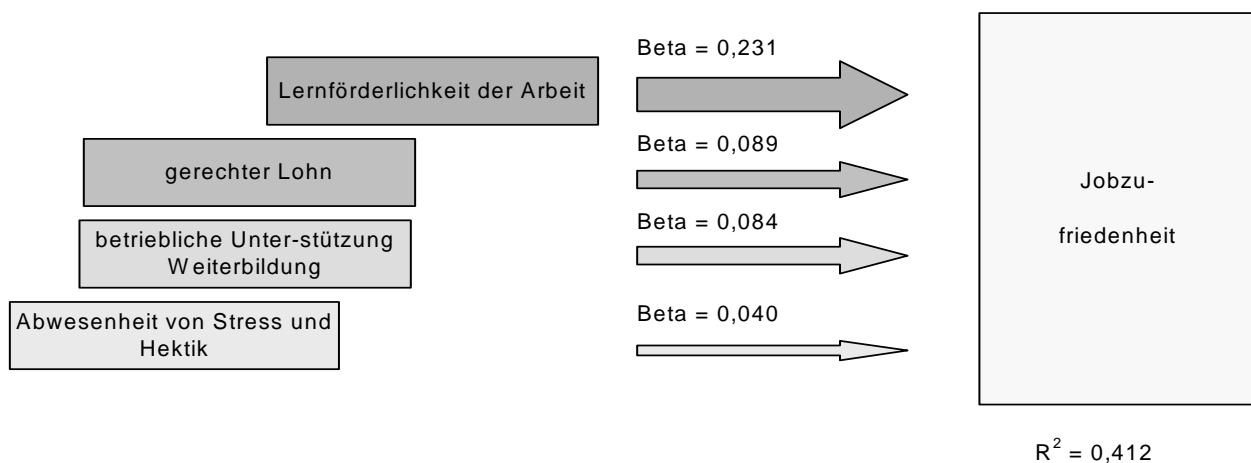 Beta = 0,231
Lernförderlichkeit der Arbeit
Beta = 0,089
gerechter Lohn
Beta = 0,084
betriebliche Unter-stützung
Weiterbildung
Beta = 0,040
Abwesenheit von Stress und
Hektik
Jobzu-
friedenheit
R² = 0,412